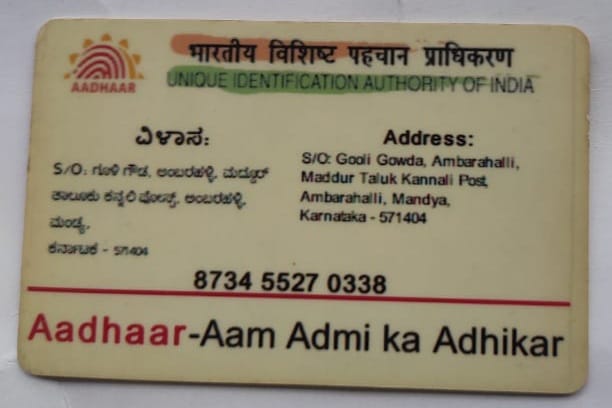 AADHAAR
भारतीय विशिष्ट पहचान प्राधिकरण
UNIQUE IDENTIFICATION AUTHORITY OF INDIA
ವಿಳಾಸ:
S/O: ಗೂಳಿ ಗೌಡ, ಅಂಬರಹಳ್ಳಿ, ಮದ್ದೂರ್
ತಾಲೂಕು ಕನ್ನಲಿ ಪೋಸ್ಟ್, ಅಂಬರಹಳ್ಳಿ,
ಮಂಡ್ಯ,
ಕರ್ನಾಟಕ - 571404
Address:
S/O: Gooli Gowda, Ambarahalli,
Maddur Taluk Kannali Post,
Ambarahalli, Mandya,
Karnataka - 571404
8734 5527 0338
Aadhaar-Aam Admi ka Adhikar